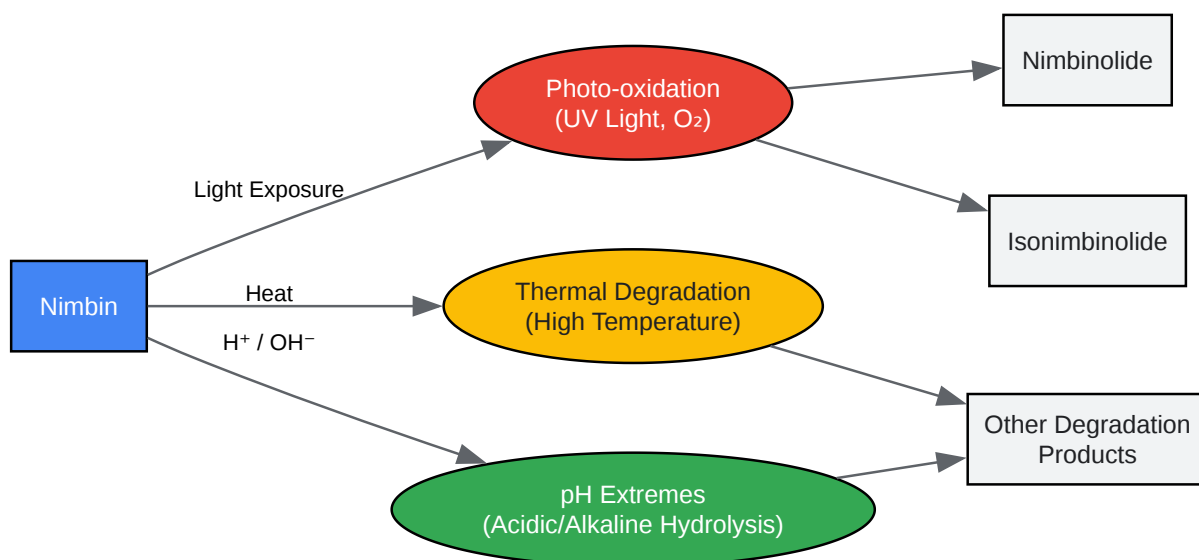 Nimbin
Light Exposure
Heat
H⁺ / OH⁻
Photo-oxidation
(UV Light, O₂)
Thermal Degradation
(High Temperature)
pH Extremes
(Acidic/Alkaline Hydrolysis)
Nimbinolide
Isonimbinolide
Other Degradation
Products